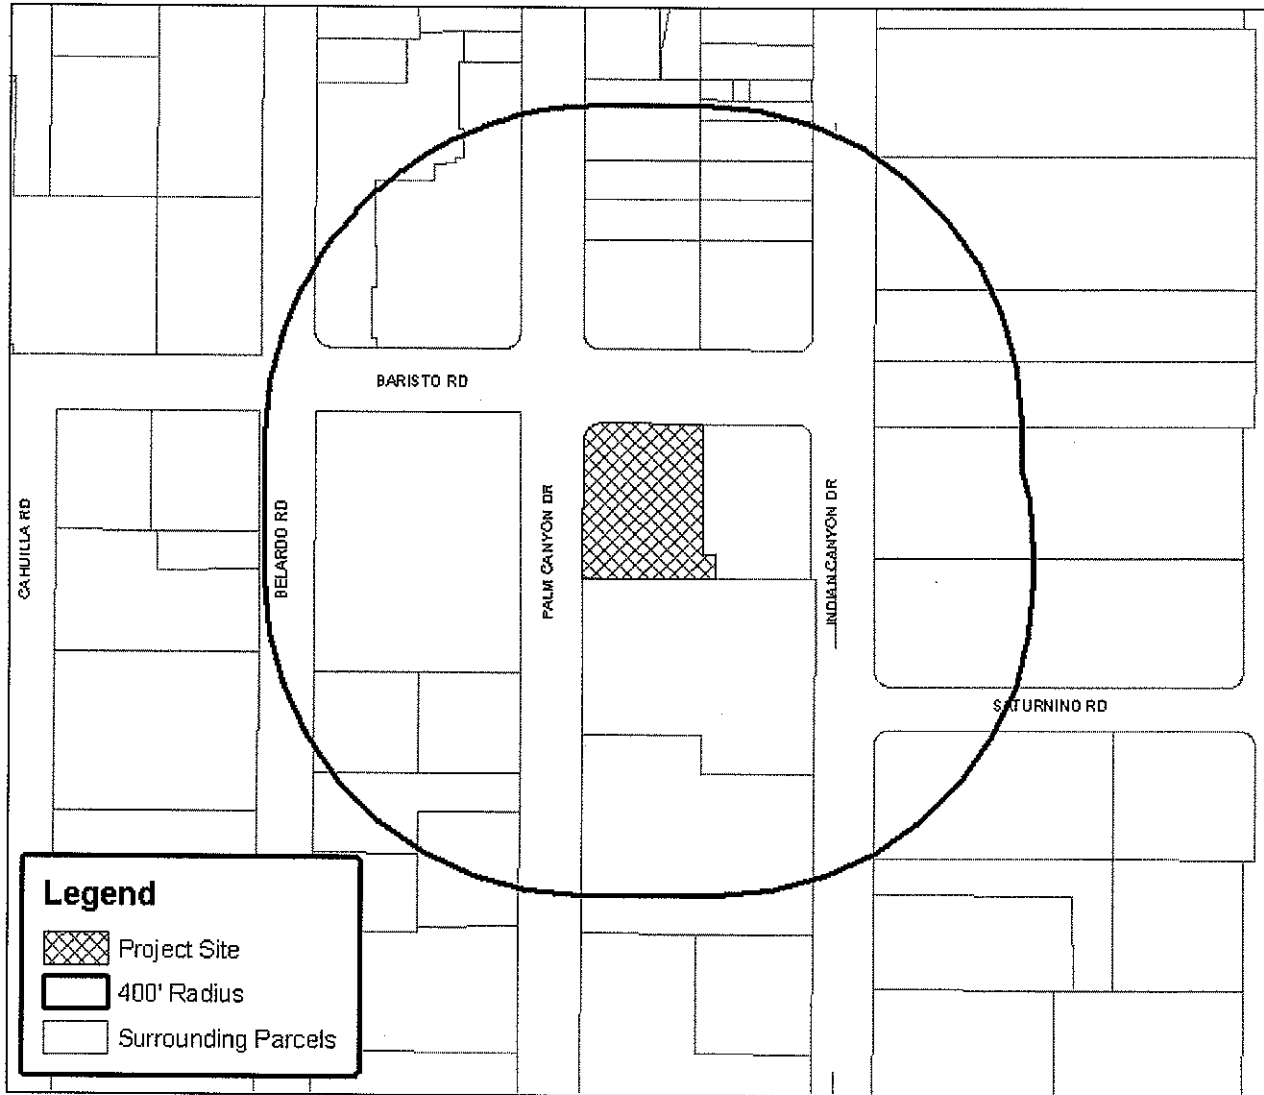 BARISTO RD
CAHUILLA RD
BELARDO RD
PALM CANYON DR
INDIAN CANYON DR
SATURNINO RD
Legend
Project Site
400' Radius
Surrounding Parcels